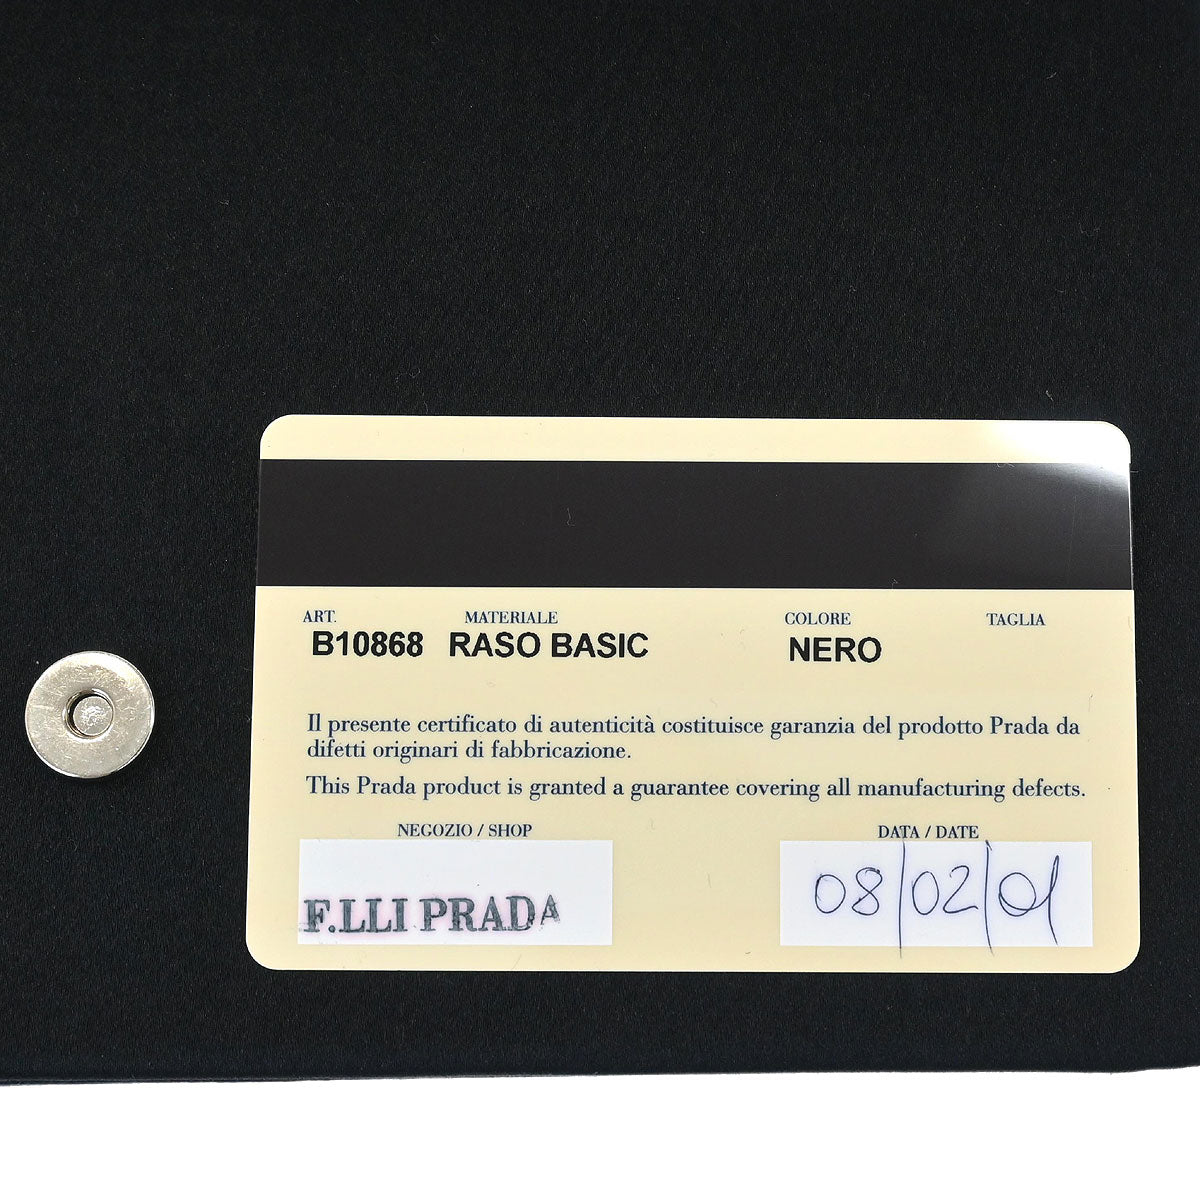 ART. MATERIALE COLORE TAGLIA
B10868 RASO BASIC NERO
Il presente certificato di autenticità costituisce garanzia del prodotto Prada da
difetti originari di fabbricazione.
This Prada product is granted a guarantee covering all manufacturing defects.
NEGOZIO / SHOP DATA / DATE
F.LLI PRADA 08/02/01